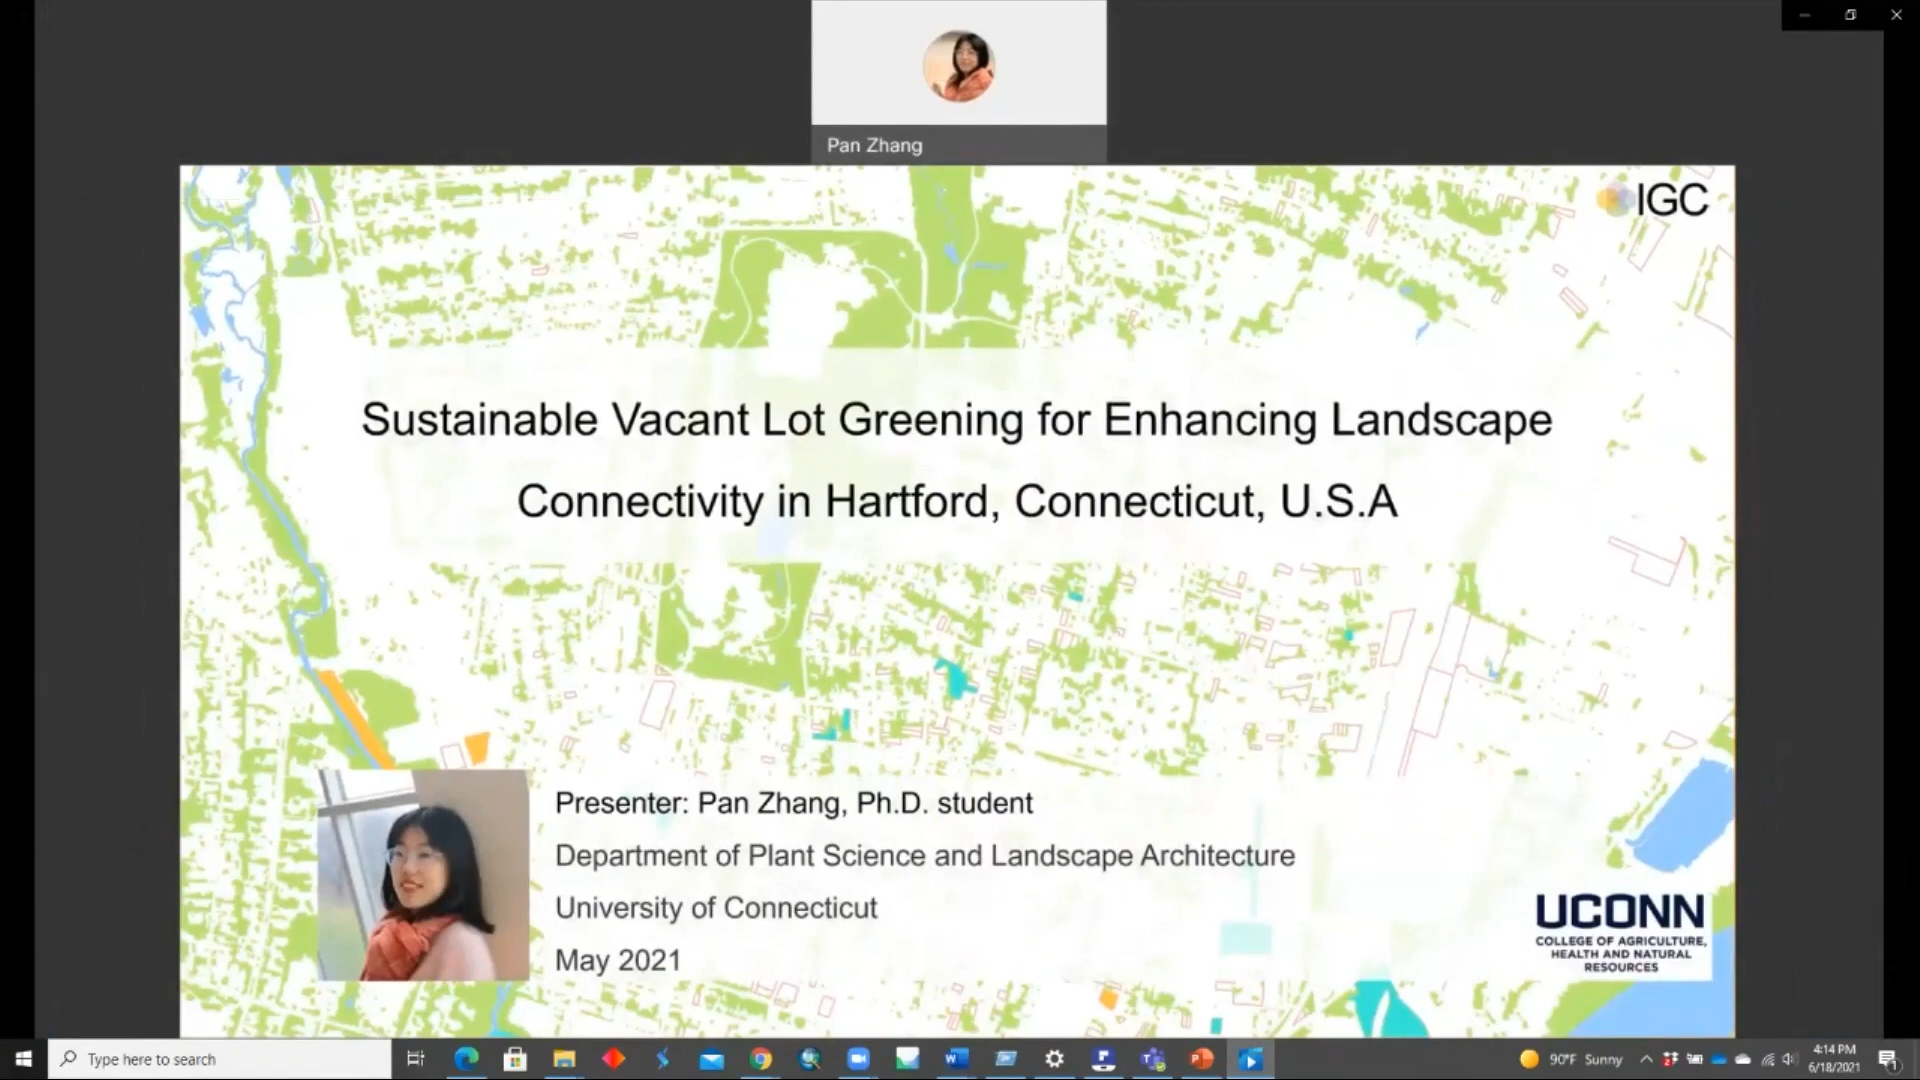 Pan Zhang
IGC
Sustainable Vacant Lot Greening for Enhancing Landscape
Connectivity in Hartford, Connecticut, U.S.A
Presenter: Pan Zhang, Ph.D. student
Department of Plant Science and Landscape Architecture
University of Connecticut
May 2021
UCONN
COLLEGE OF AGRICULTURE,
HEALTH AND NATURAL
RESOURCES
Type here to search
90°F Sunny
4:14 PM
6/18/2021